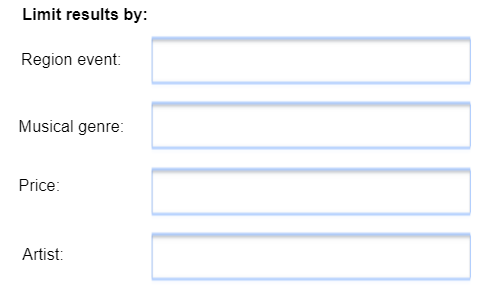 Limit results by:
Region event:
Musical genre:
Price:
Artist: